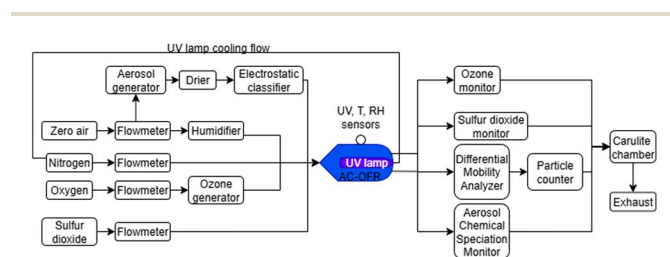 UV lamp cooling flow
Aerosol
generator
Drier
Electrostatic
classifier
Ozone
monitor
UV, T, RH
sensors
Zero air
Flowmeter
Humidifier
Sulfur dioxide
monitor
Carulite
chamber
Nitrogen
Flowmeter
UV lamp
AC-OFR
Differential
Mobility
Analyzer
Particle
counter
Oxygen
Flowmeter
Ozone
generator
Exhaust
Sulfur
dioxide
Flowmeter
Aerosol
Chemical
Speciation
Monitor